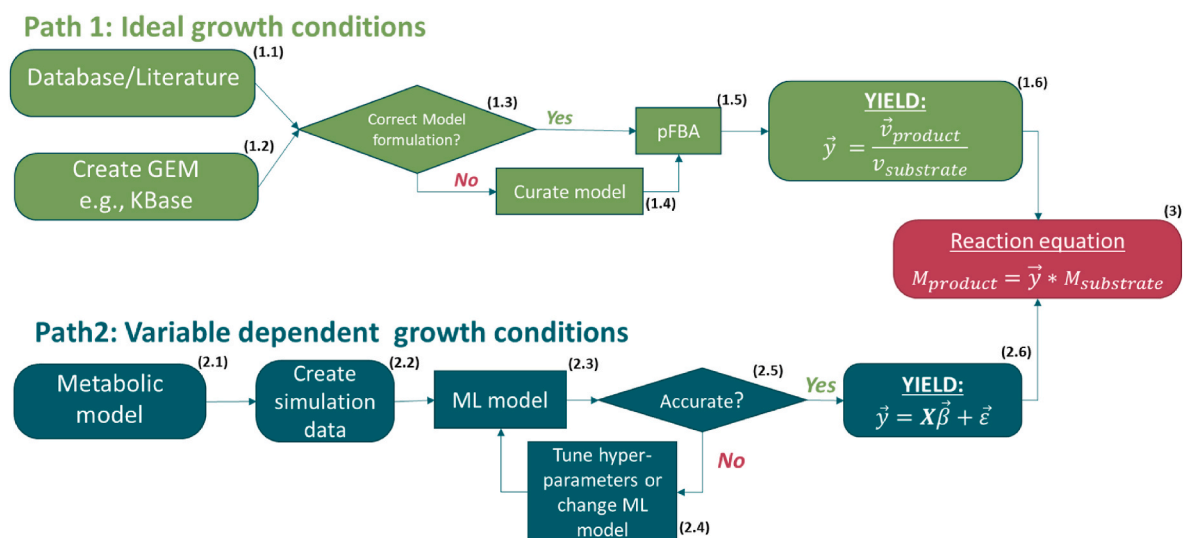 Path 1: Ideal growth conditions
(1.1)
Database/Literature
(1.2)
Create GEM
e.g., KBase
(1.3)
Correct Model
formulation?
Yes
No
(1.5)
pFBA
Curate model
(1.4)
(1.6)
YIELD:
y⃗ = v⃗product / vsubstrate
(3)
Reaction equation
Mproduct = y⃗ * Msubstrate
Path2: Variable dependent growth conditions
(2.1)
Metabolic
model
(2.2)
Create
simulation
data
(2.3)
ML model
(2.5)
Accurate?
Yes
No
Tune hyper-
parameters or
change ML
model
(2.4)
(2.6)
YIELD:
y⃗ = Xβ⃗ + ε⃗